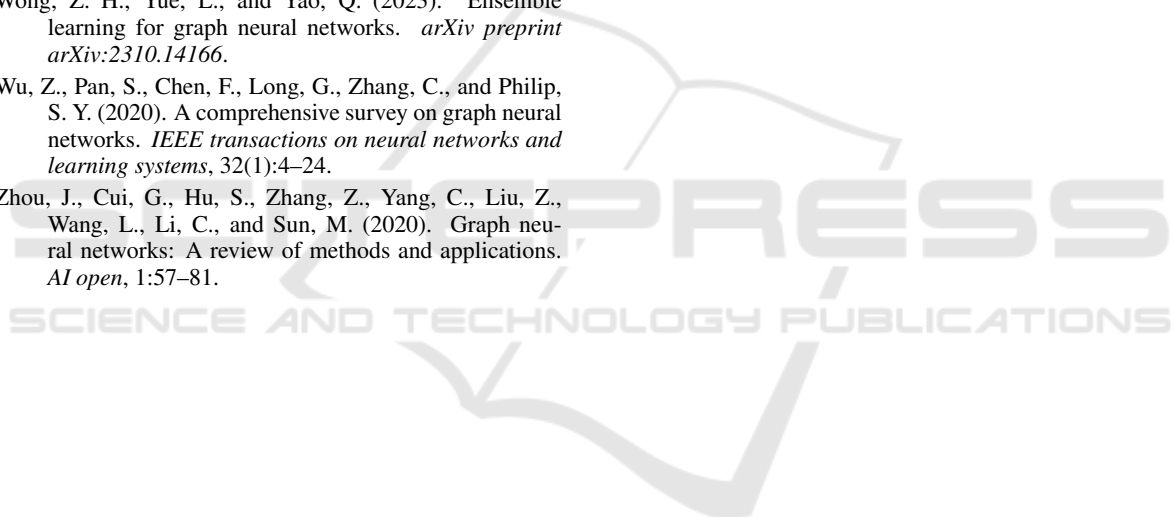 Wong, Z. H., Yue, L., and Yao, Q. (2023). Ensemble
learning for graph neural networks. arXiv preprint
arXiv:2310.14166.
Wu, Z., Pan, S., Chen, F., Long, G., Zhang, C., and Philip,
S. Y. (2020). A comprehensive survey on graph neural
networks. IEEE transactions on neural networks and
learning systems, 32(1):4–24.
Zhou, J., Cui, G., Hu, S., Zhang, Z., Yang, C., Liu, Z.,
Wang, L., Li, C., and Sun, M. (2020). Graph neu-
ral networks: A review of methods and applications.
AI open, 1:57–81.
SCITEPRESS
SCIENCE AND TECHNOLOGY PUBLICATIONS